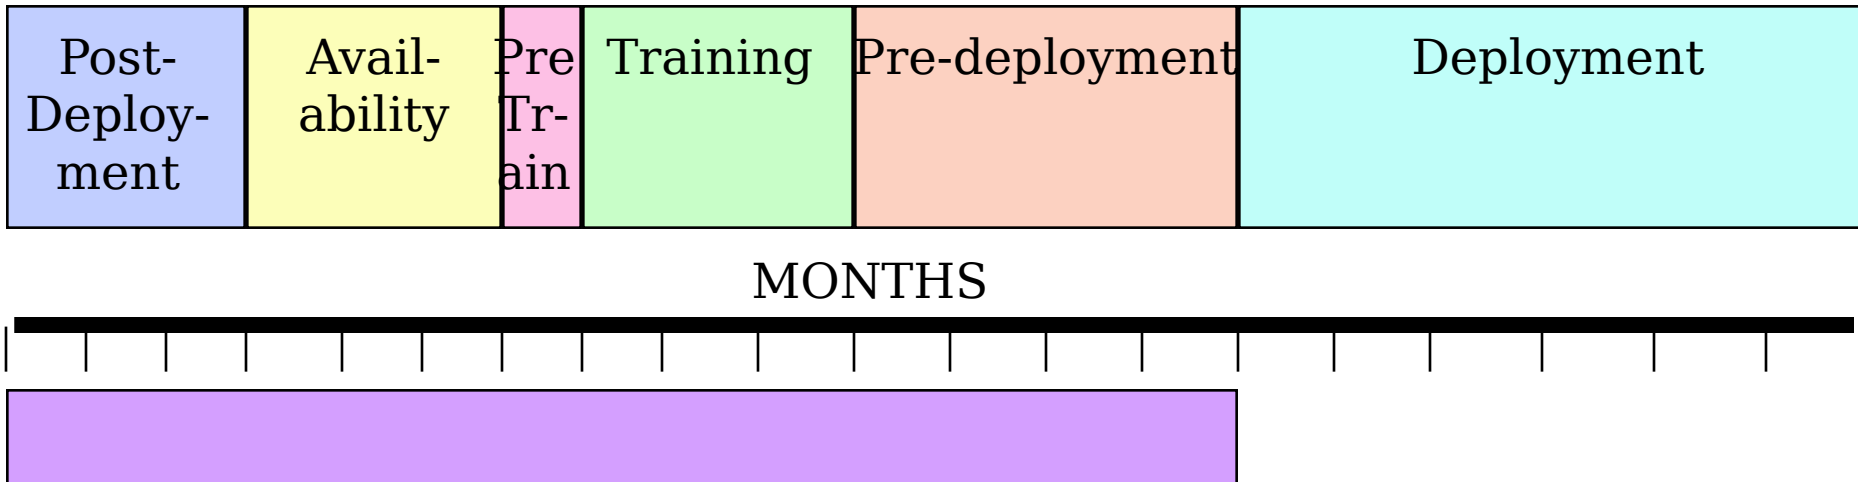 Post-
Deploy-
ment
Avail-
ability
Pre
Tr-
ain
Training
Pre-deployment
Deployment
MONTHS